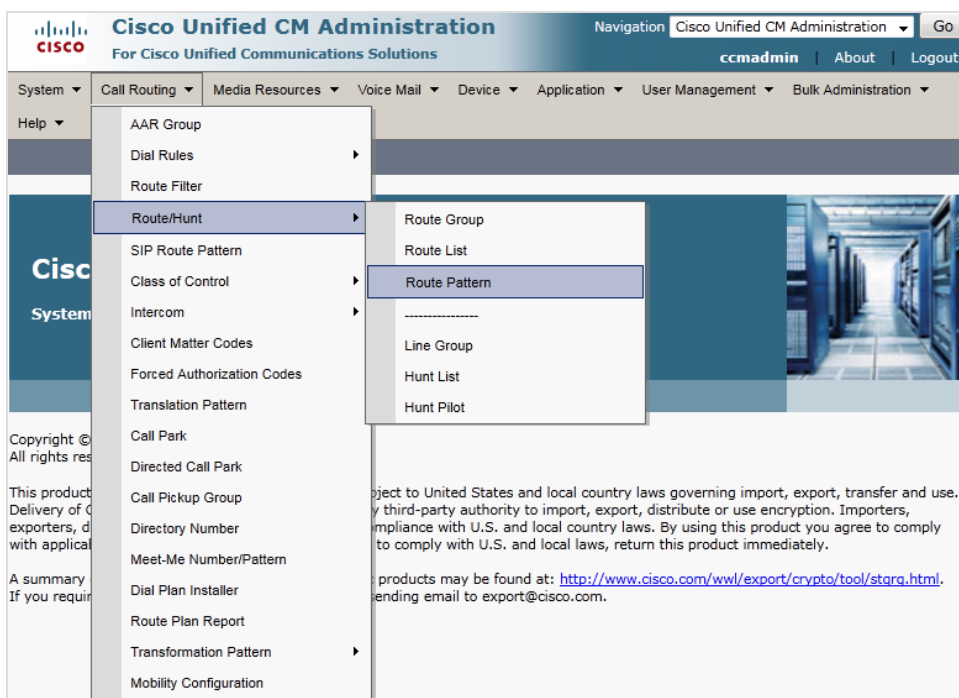 cisco
Cisco Unified CM Administration
For Cisco Unified Communications Solutions
Navigation Cisco Unified CM Administration Go
ccmadmin | About | Logout
System Call Routing Media Resources Voice Mail Device Application User Management Bulk Administration
Help
AAR Group
Dial Rules
Route Filter
Route/Hunt
SIP Route Pattern
Class of Control
Intercom
Client Matter Codes
Forced Authorization Codes
Translation Pattern
Call Park
Directed Call Park
Call Pickup Group
Directory Number
Meet-Me Number/Pattern
Dial Plan Installer
Route Plan Report
Transformation Pattern
Mobility Configuration
Route Group
Route List
Route Pattern
----------------
Line Group
Hunt List
Hunt Pilot
Cisc
System
Copyright ©
All rights res
This product bject to United States and local country laws governing import, export, transfer and use.
Delivery of C y third-party authority to import, export, distribute or use encryption. Importers,
exporters, d mpliance with U.S. and local country laws. By using this product you agree to comply
with applical to comply with U.S. and local laws, return this product immediately.
A summary products may be found at: http://www.cisco.com/wwl/export/crypto/tool/stqrg.html.
If you requir ending email to export@cisco.com.